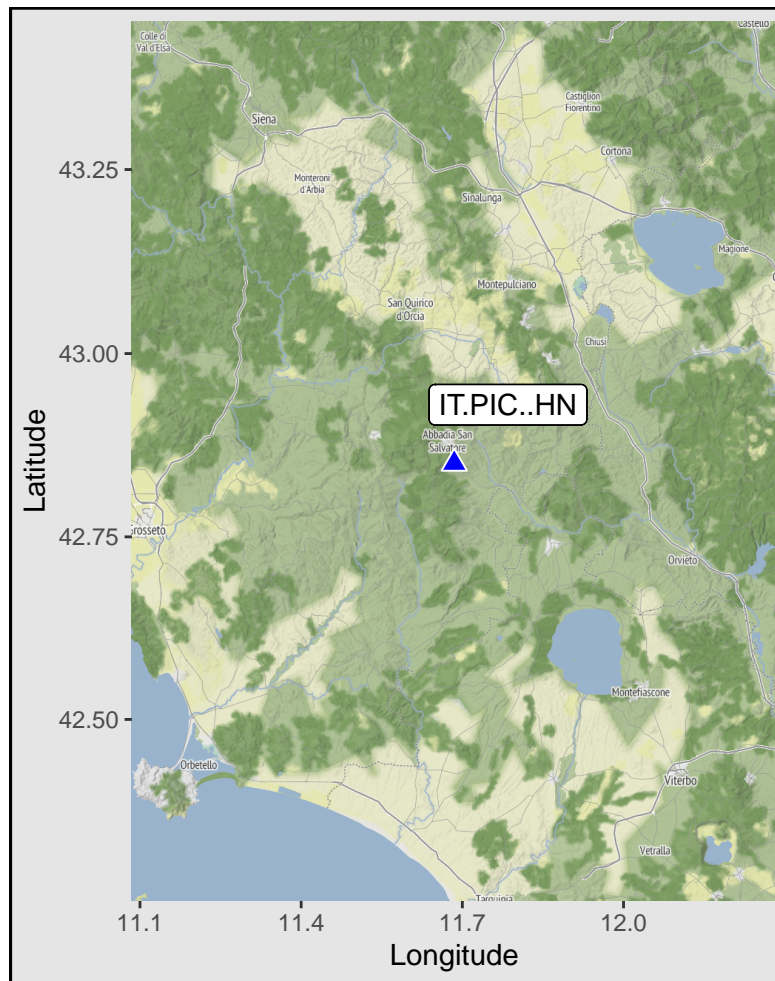 Castello
Colle di
Val d'Elsa
Castiglion
Fiorentino
Siena
Cortona
43.25
Monteroni
d'Arbia
Sinalunga
Magione
Montepulciano
San Quirico
d'Orcia
Chiusi
43.00
IT.PIC..HN
Abbadia San
Salvatore
Latitude
42.75
Grosseto
Orvieto
Montefiascone
42.50
Orbetello
Viterbo
Vetralla
Tarquinia
11.1
11.4
11.7
12.0
Longitude